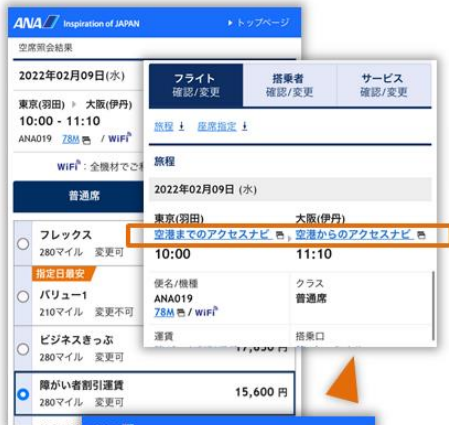 ANA Inspiration of JAPAN
トップページ
空席照会結果
2022年02月09日(水)
東京(羽田) 大阪(伊丹)
10:00 - 11:10
ANA019 78M / WiFi
WiFi：全機材でご
普通席
フレックス
280マイル 変更可
指定日最安
バリュー1
210マイル 変更不可
ビジネスきっぷ
280マイル 変更可
障がい者割引運賃
280マイル 変更可
15,600 円
フライト
確認/変更
搭乗者
確認/変更
サービス
確認/変更
旅程 座席指定
旅程
2022年02月09日 (水)
東京(羽田) 大阪(伊丹)
空港までのアクセスナビ 空港からのアクセスナビ
10:00 11:10
便名/機種 クラス
ANA019 普通席
78M / WiFi
運賃 搭乗口